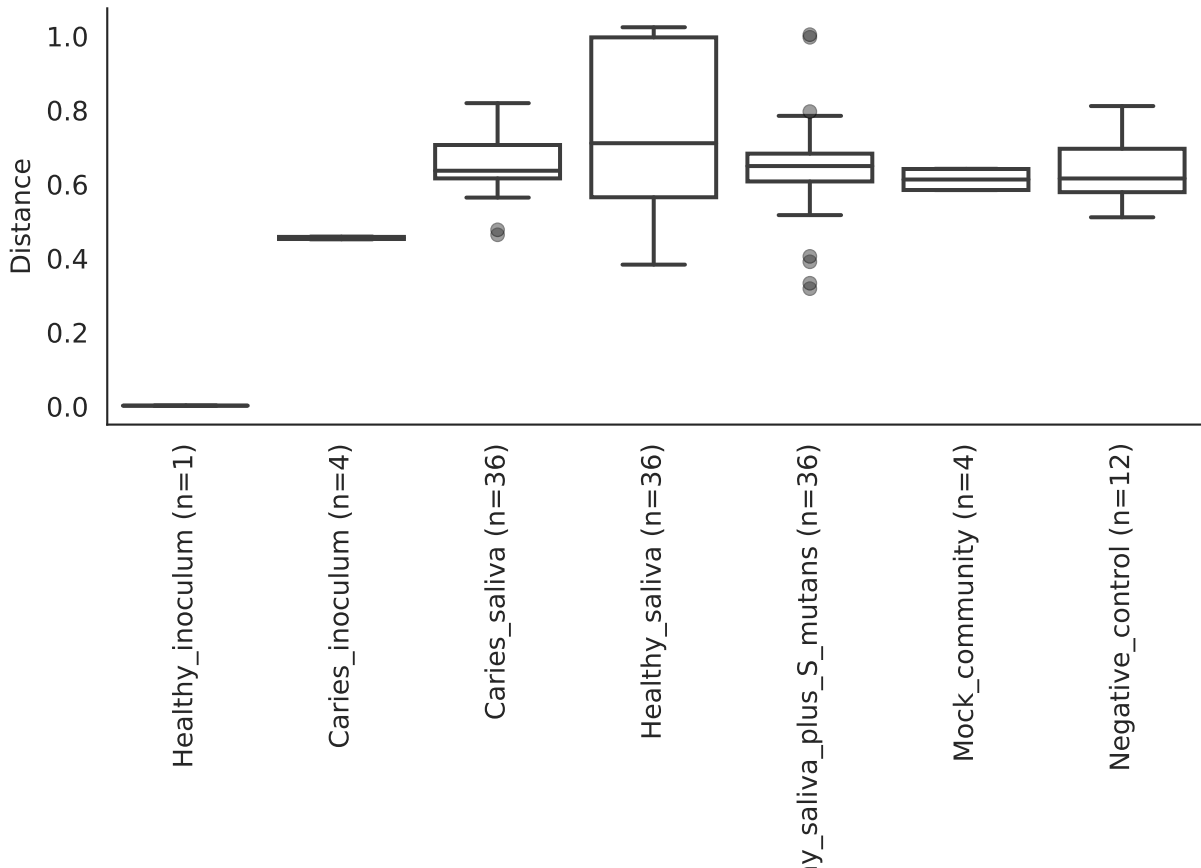 Distance
1.0
0.8
0.6
0.4
0.2
0.0
Healthy_inoculum (n=1)
Caries_inoculum (n=4)
Caries_saliva (n=36)
Healthy_saliva (n=36)
y_saliva_plus_S_mutans (n=36)
Mock_community (n=4)
Negative_control (n=12)